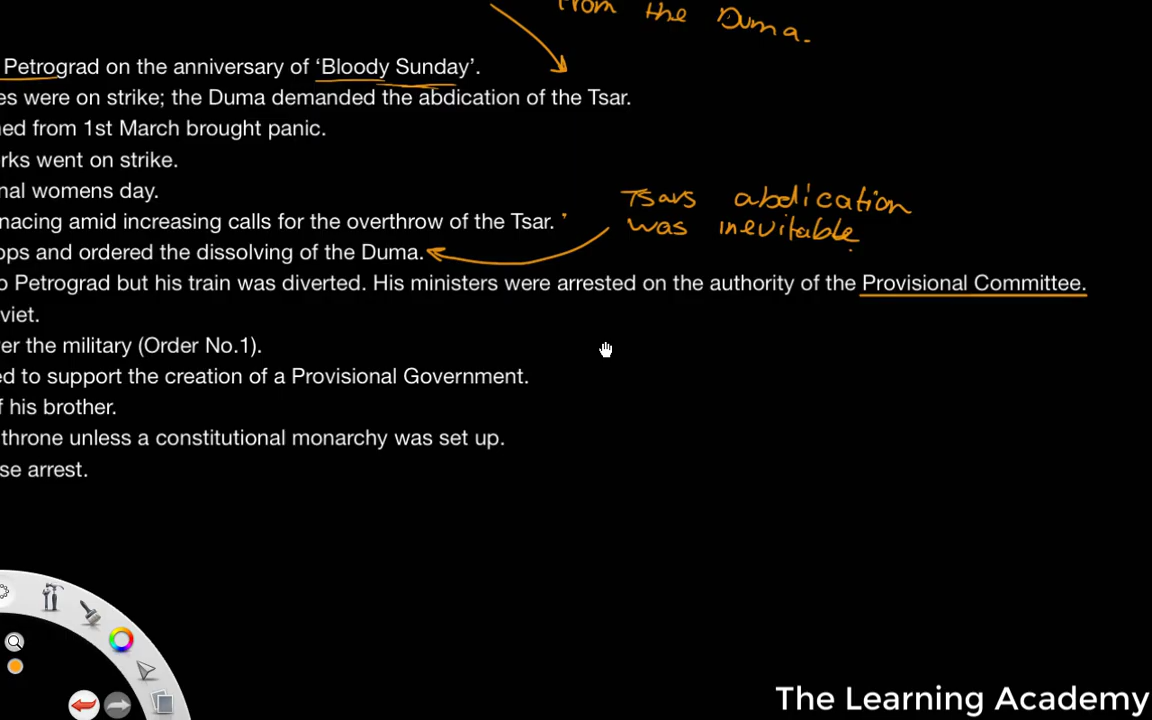 from the Duma.
Petrograd on the anniversary of ‘Bloody Sunday’.
es were on strike; the Duma demanded the abdication of the Tsar.
ned from 1st March brought panic.
rks went on strike.
nal womens day.
Tsars abdication
nacing amid increasing calls for the overthrow of the Tsar.
was inevitable
ops and ordered the dissolving of the Duma.
o Petrograd but his train was diverted. His ministers were arrested on the authority of the Provisional Committee.
viet.
er the military (Order No.1).
ed to support the creation of a Provisional Government.
f his brother.
throne unless a constitutional monarchy was set up.
se arrest.
The Learning Academy